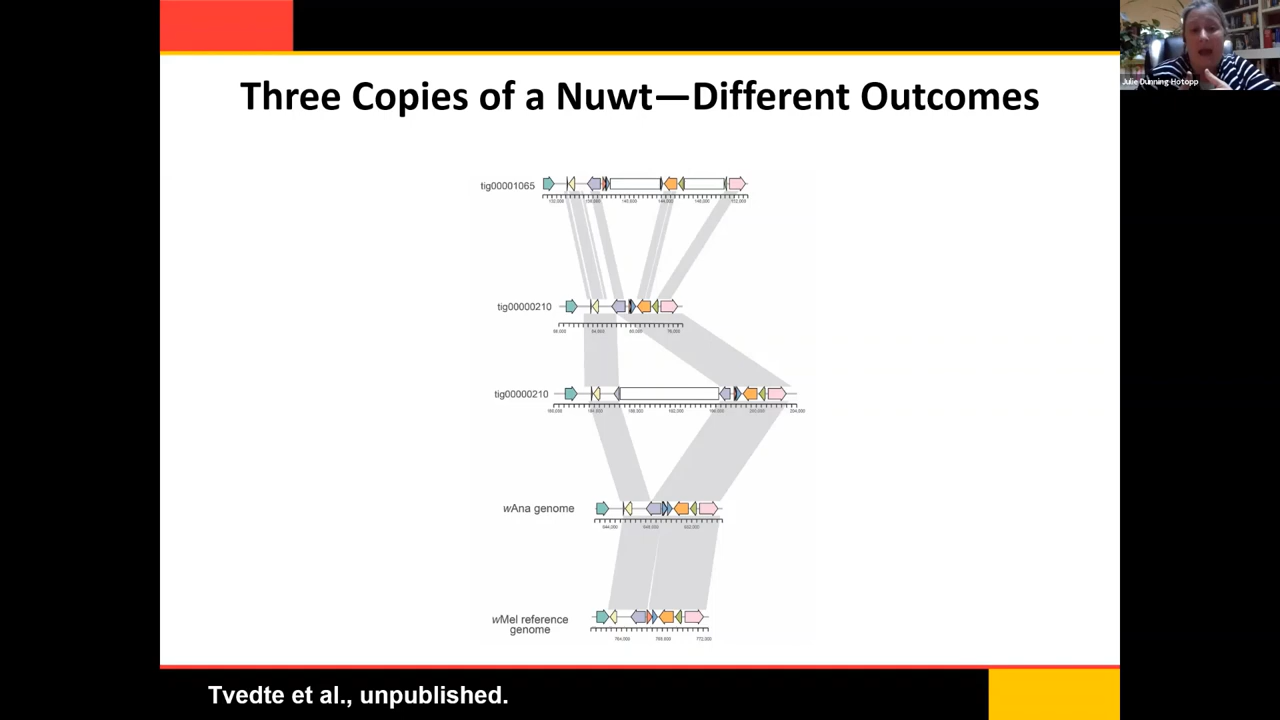 Julie Dunning Hotopp
Three Copies of a Nuwt—Different Outcomes
tig00001065
tig00000210
tig00000210
wAna genome
wMel reference
genome
Tvedte et al., unpublished.